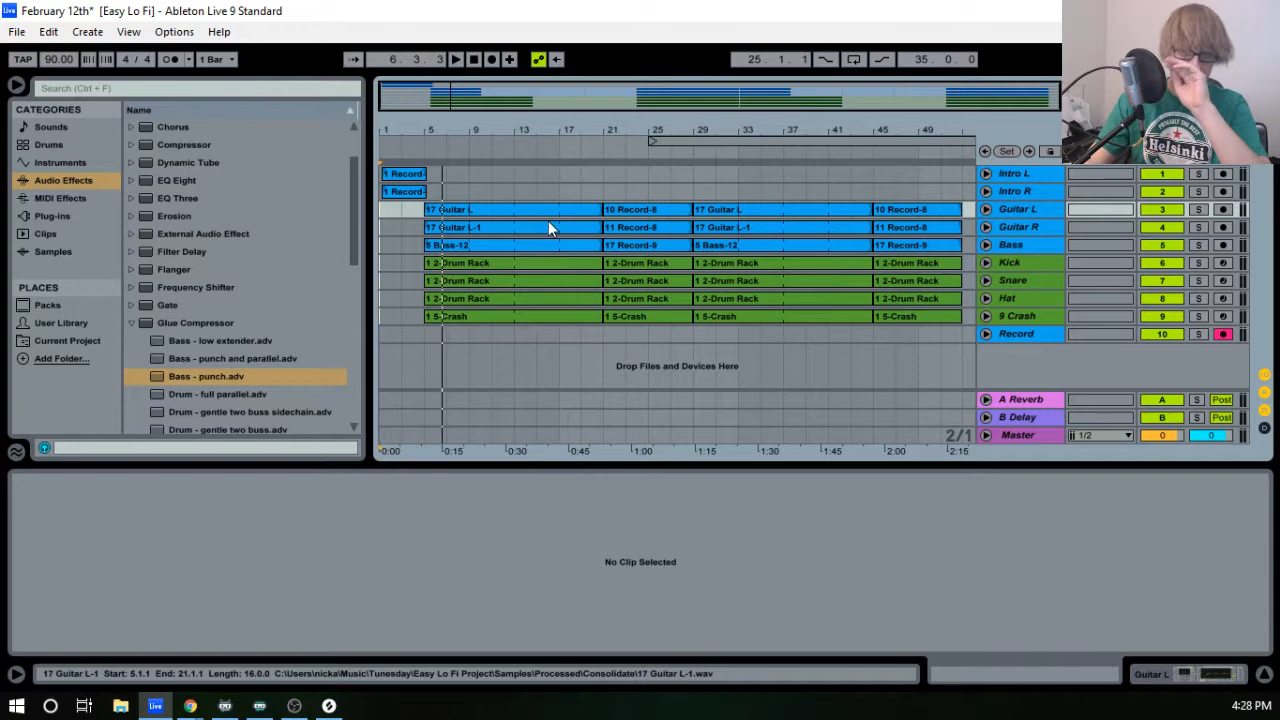 Live February 12th* [Easy Lo Fi] - Ableton Live 9 Standard
File Edit Create View Options Help
TAP 90.00 4 / 4 1 Bar 6. 3. 3 25. 1. 1 35. 0. 0
Search (Ctrl + F)
CATEGORIES
Sounds
Drums
Instruments
Audio Effects
MIDI Effects
Plug-ins
Clips
Samples
PLACES
Packs
User Library
Current Project
Add Folder...
Name
Chorus
Compressor
Dynamic Tube
EQ Eight
EQ Three
Erosion
External Audio Effect
Filter Delay
Flanger
Frequency Shifter
Gate
Glue Compressor
Bass - low extender.adv
Bass - punch and parallel.adv
Bass - punch.adv
Drum - full parallel.adv
Drum - gentle two buss sidechain.adv
Drum - gentle two buss.adv
1 5 9 13 17 21 25 29 33 37 41 45 49
Set
1 Record- Intro L 1 S
1 Record- Intro R 2 S
17 Guitar L 10 Record-8 17 Guitar L 10 Record-8 Guitar L 3 S
17 Guitar L-1 11 Record-8 17 Guitar L-1 11 Record-8 Guitar R 4 S
5 Bass-12 17 Record-9 5 Bass-12 17 Record-9 Bass 5 S
1 2-Drum Rack 1 2-Drum Rack 1 2-Drum Rack 1 2-Drum Rack Kick 6 S
1 2-Drum Rack 1 2-Drum Rack 1 2-Drum Rack 1 2-Drum Rack Snare 7 S
1 2-Drum Rack 1 2-Drum Rack 1 2-Drum Rack 1 2-Drum Rack Hat 8 S
1 5-Crash 1 5-Crash 1 5-Crash 1 5-Crash 9 Crash 9 S
Record 10 S
Drop Files and Devices Here
A Reverb A S Post
B Delay B S Post
2/1 Master 1/2 0 0
0:00 0:15 0:30 0:45 1:00 1:15 1:30 1:45 2:00 2:15
PROBABLY THE BEST
Helsinki
No Clip Selected
17 Guitar L-1 Start: 5.1.1 End: 21.1.1 Length: 16.0.0 C:\Users\nicka\Music\Tunesday\Easy Lo Fi Project\Samples\Processed\Consolidate\17 Guitar L-1.wav
Guitar L
Live
4:28 PM